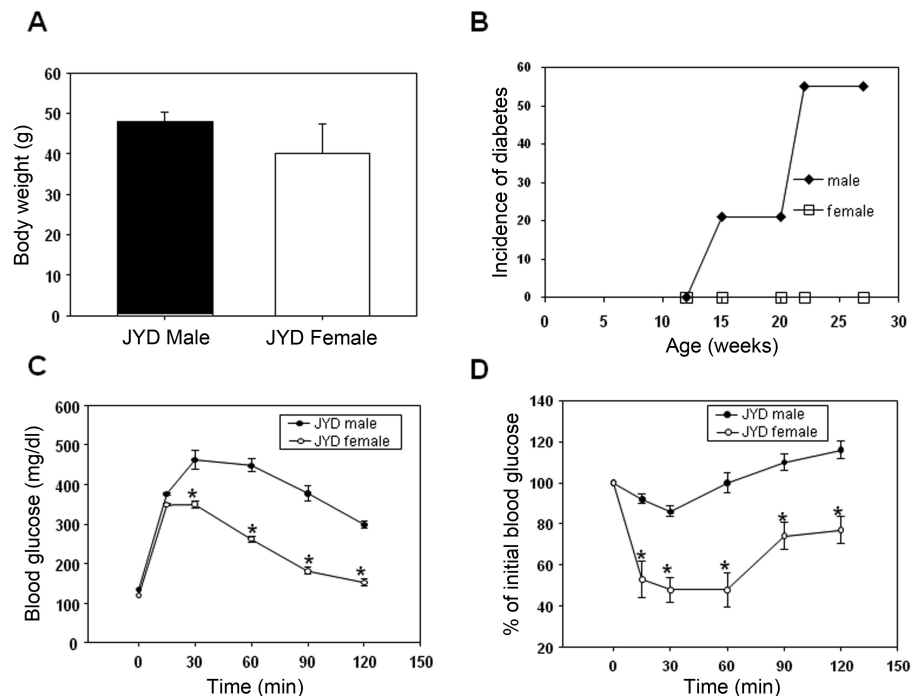 A
60
50
40
30
20
10
0
Body weight (g)
JYD Male JYD Female
B
60
50
40
30
20
10
0
Incidence of diabetes
male
female
0 5 10 15 20 25 30
Age (weeks)
C
600
500
400
300
200
100
0
Blood glucose (mg/dl)
JYD male
JYD female
*
*
*
*
0 30 60 90 120 150
Time (min)
D
140
120
100
80
60
40
20
% of initial blood glucose
JYD male
JYD female
*
*
*
*
*
0 30 60 90 120 150
Time (min)